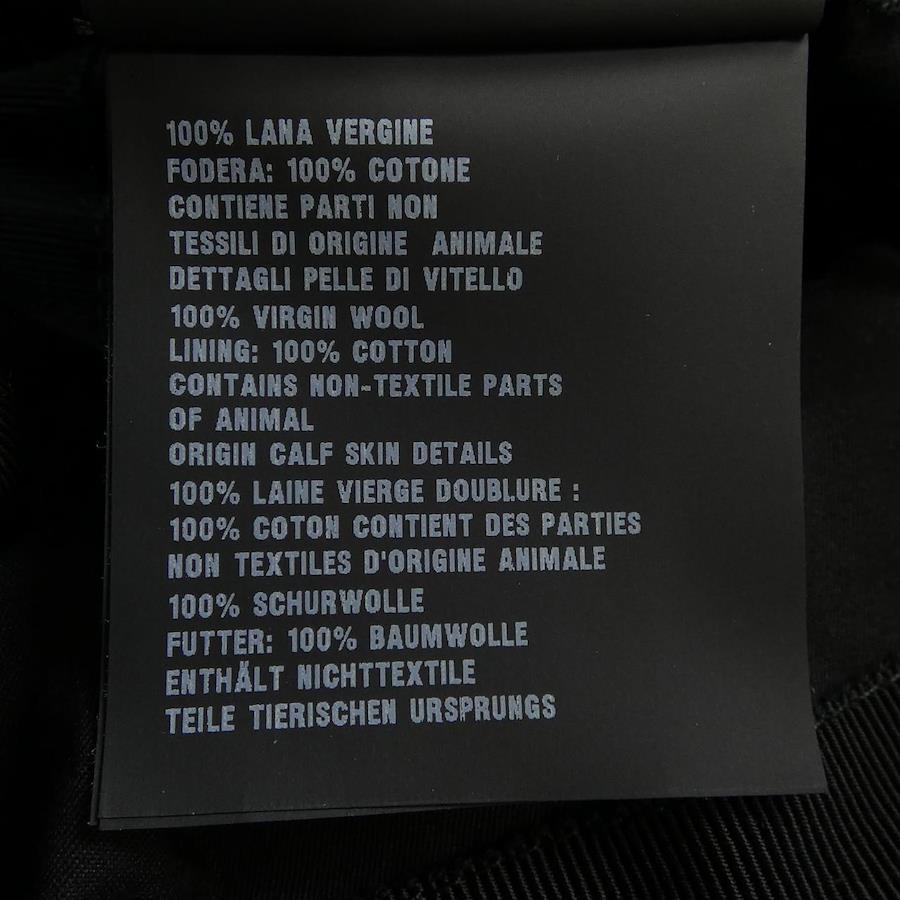 100% LANA VERGINE
FODERA: 100% COTONE
CONTIENE PARTI NON
TESSILI DI ORIGINE ANIMALE
DETTAGLI PELLE DI VITELLO
100% VIRGIN WOOL
LINING: 100% COTTON
CONTAINS NON-TEXTILE PARTS
OF ANIMAL
ORIGIN CALF SKIN DETAILS
100% LAINE VIERGE DOUBLURE :
100% COTON CONTIENT DES PARTIES
NON TEXTILES D'ORIGINE ANIMALE
100% SCHURWOLLE
FUTTER: 100% BAUMWOLLE
ENTHÄLT NICHTTEXTILE
TEILE TIERISCHEN URSPRUNGS